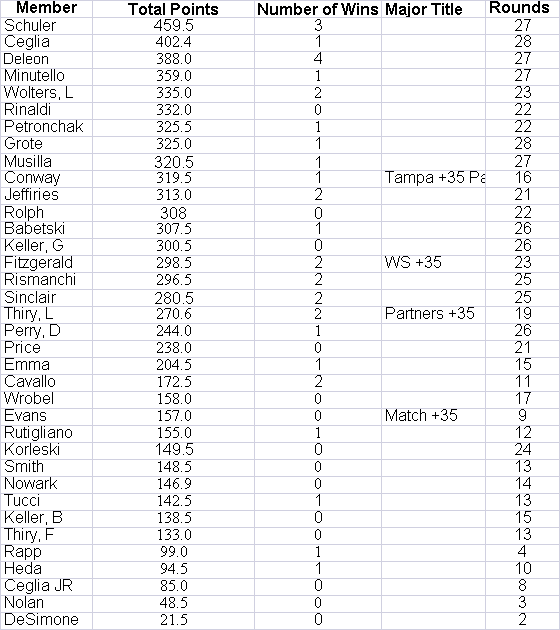 Member Total Points Number of Wins Major Title Rounds
Schuler 459.5 3 27
Ceglia 402.4 1 28
Deleon 388.0 4 27
Minutello 359.0 1 27
Wolters, L 335.0 2 23
Rinaldi 332.0 0 22
Petronchak 325.5 1 22
Grote 325.0 1 28
Musilla 320.5 1 27
Conway 319.5 1 Tampa +35 Pa 16
Jeffiries 313.0 2 21
Rolph 308 0 22
Babetski 307.5 1 26
Keller, G 300.5 0 26
Fitzgerald 298.5 2 WS +35 23
Rismanchi 296.5 2 25
Sinclair 280.5 2 25
Thiry, L 270.6 2 Partners +35 19
Perry, D 244.0 1 26
Price 238.0 0 21
Emma 204.5 1 15
Cavallo 172.5 2 11
Wrobel 158.0 0 17
Evans 157.0 0 Match +35 9
Rutigliano 155.0 1 12
Korleski 149.5 0 24
Smith 148.5 0 13
Nowark 146.9 0 14
Tucci 142.5 1 13
Keller, B 138.5 0 15
Thiry, F 133.0 0 13
Rapp 99.0 1 4
Heda 94.5 1 10
Ceglia JR 85.0 0 8
Nolan 48.5 0 3
DeSimone 21.5 0 2